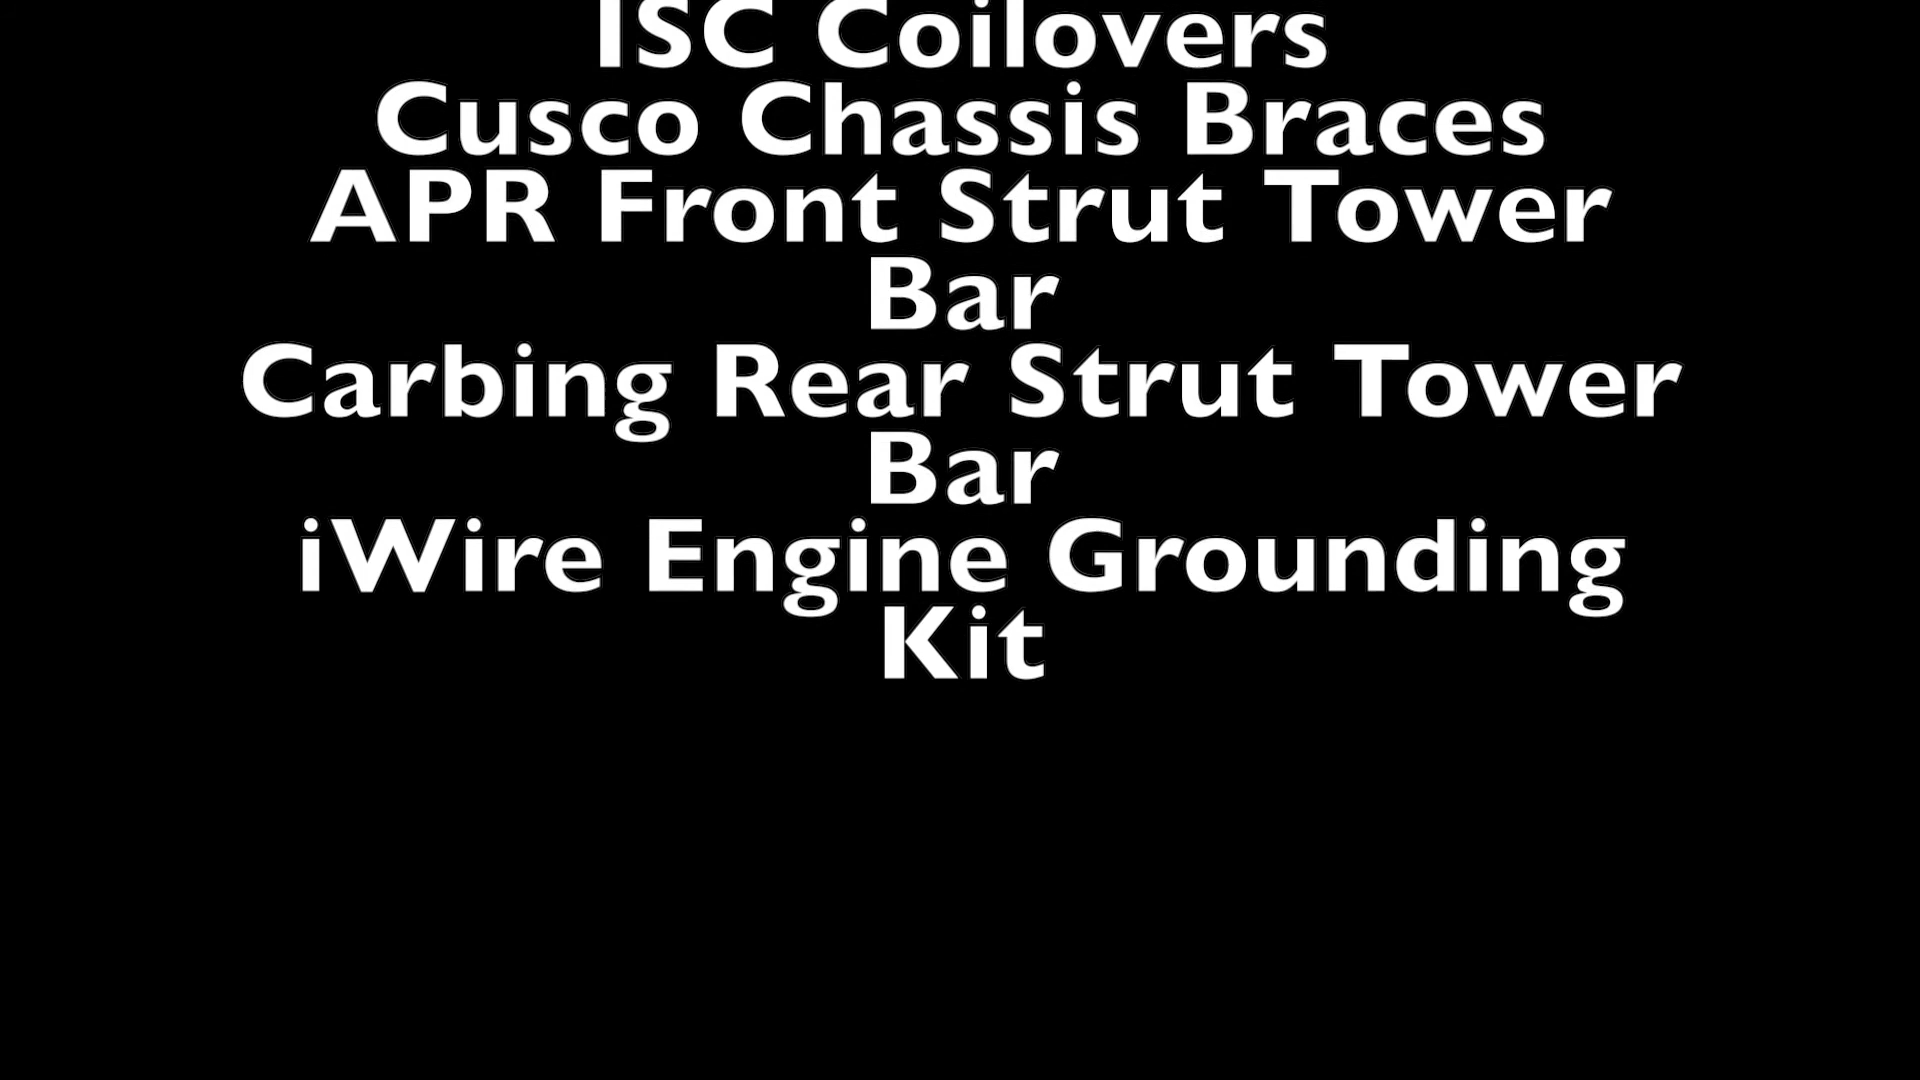 ISC Coilovers
Cusco Chassis Braces
APR Front Strut Tower
Bar
Carbing Rear Strut Tower
Bar
iWire Engine Grounding
Kit